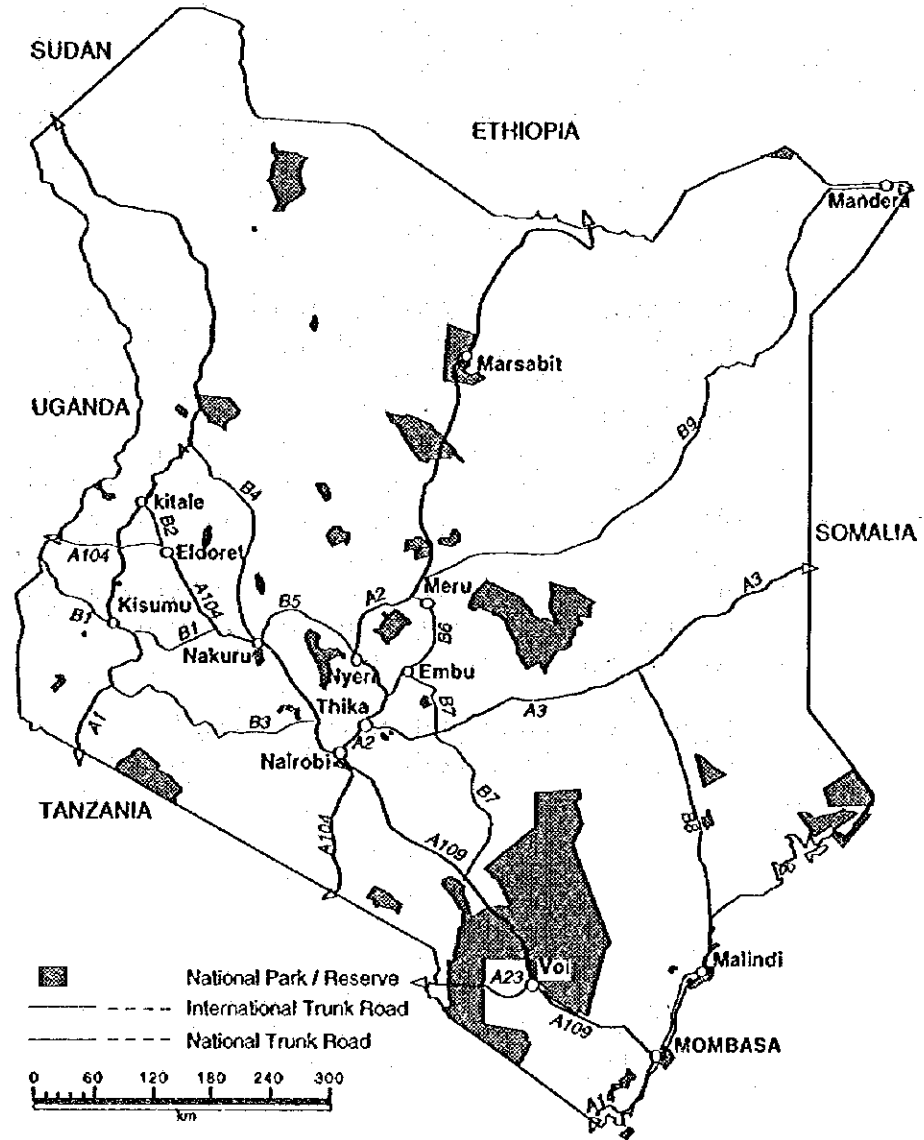 SUDAN
ETHIOPIA
Mandera
Marsabit
UGANDA
B9
kitale
B4
B2
SOMALIA
A104
Eldoret
A3
Meru
A2
Kisumu
A104
B5
B1
B1
B6
Nakuru
Nyeri
Embu
Thika
B7
A3
A1
B3
A2
Nairobi
TANZANIA
B7
A104
B8
A109
Voi
Malindi
A23
National Park / Reserve
International Trunk Road
National Trunk Road
A109
MOMBASA
0 60 120 180 240 300
km
A14